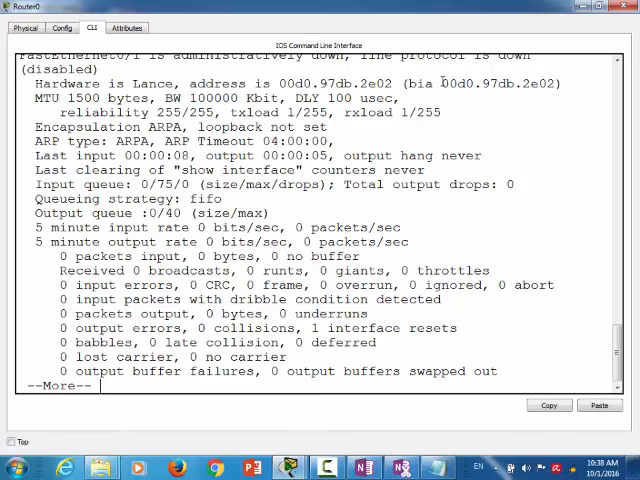 Router0
Physical Config CLI Attributes
IOS Command Line Interface
FastEthernet0/1 is administratively down, line protocol is down
(disabled)
Hardware is Lance, address is 00d0.97db.2e02 (bia 00d0.97db.2e02)
MTU 1500 bytes, BW 100000 Kbit, DLY 100 usec,
reliability 255/255, txload 1/255, rxload 1/255
Encapsulation ARPA, loopback not set
ARP type: ARPA, ARP Timeout 04:00:00,
Last input 00:00:08, output 00:00:05, output hang never
Last clearing of "show interface" counters never
Input queue: 0/75/0 (size/max/drops); Total output drops: 0
Queueing strategy: fifo
Output queue :0/40 (size/max)
5 minute input rate 0 bits/sec, 0 packets/sec
5 minute output rate 0 bits/sec, 0 packets/sec
0 packets input, 0 bytes, 0 no buffer
Received 0 broadcasts, 0 runts, 0 giants, 0 throttles
0 input errors, 0 CRC, 0 frame, 0 overrun, 0 ignored, 0 abort
0 input packets with dribble condition detected
0 packets output, 0 bytes, 0 underruns
0 output errors, 0 collisions, 1 interface resets
0 babbles, 0 late collision, 0 deferred
0 lost carrier, 0 no carrier
0 output buffer failures, 0 output buffers swapped out
--More--
Copy Paste
Top
EN
10:38 AM
10/1/2016